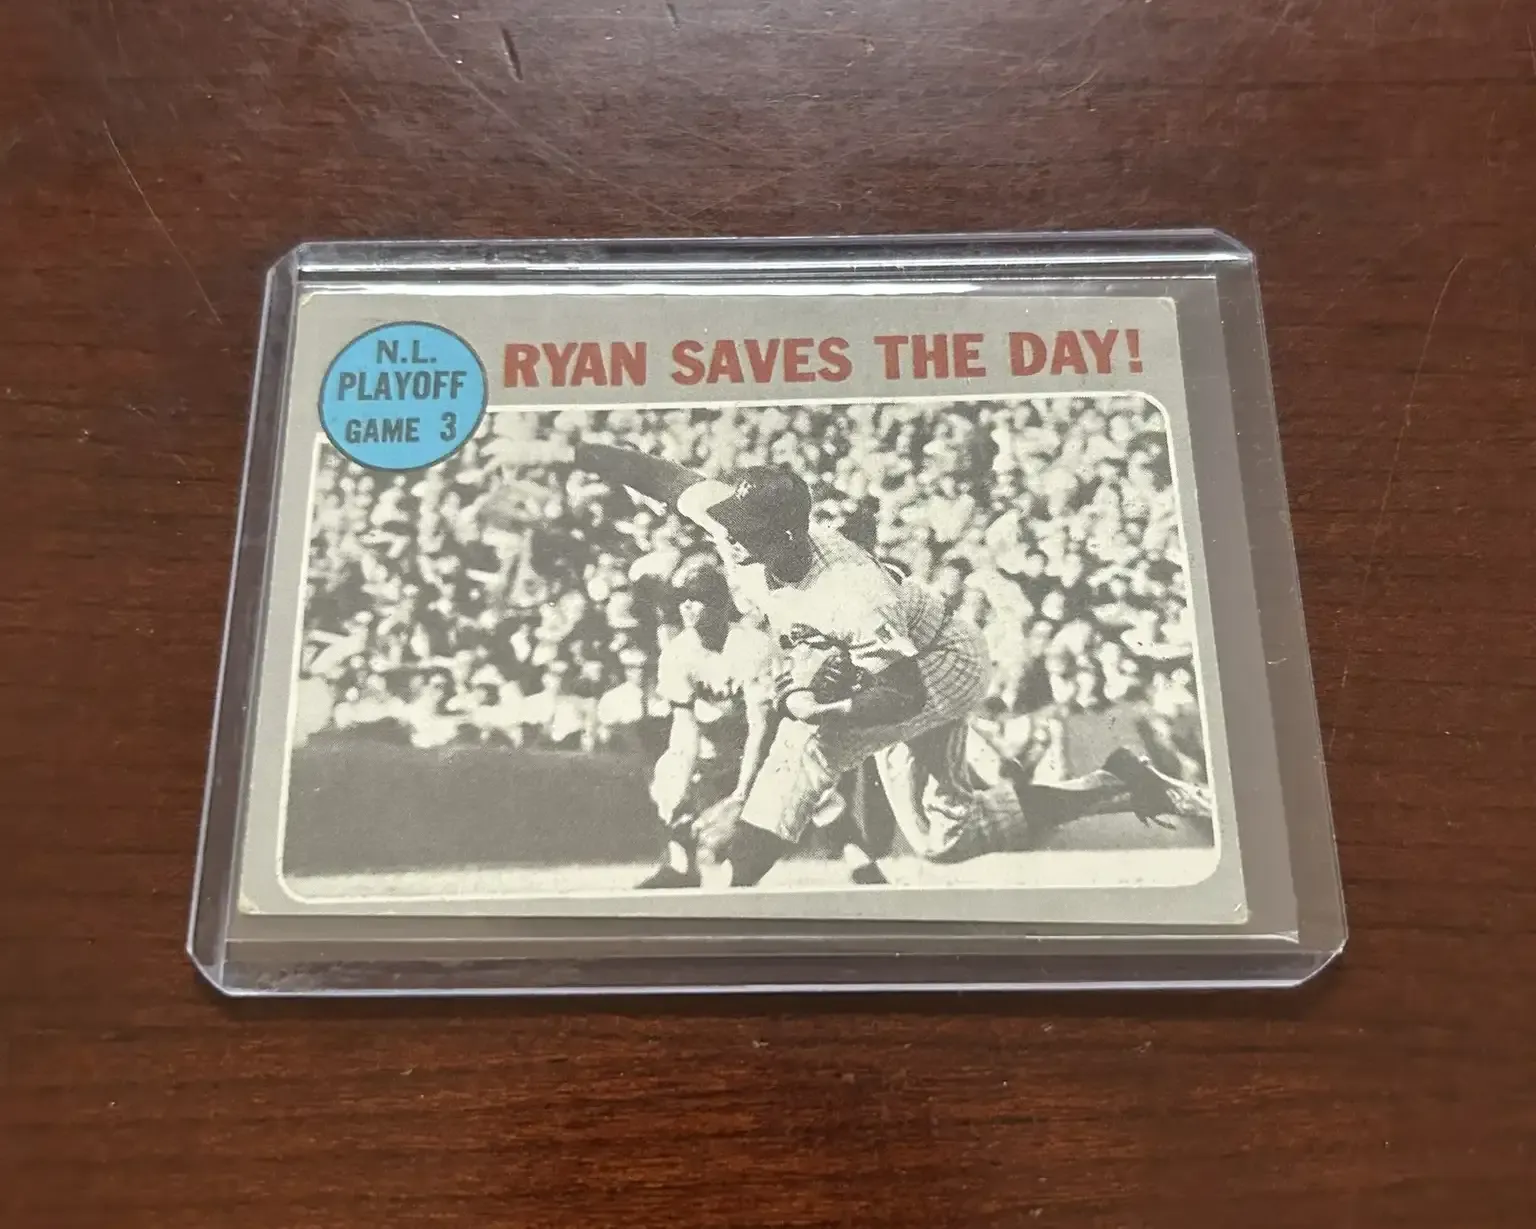 N.L.
PLAYOFF
GAME 3
RYAN SAVES THE DAY!